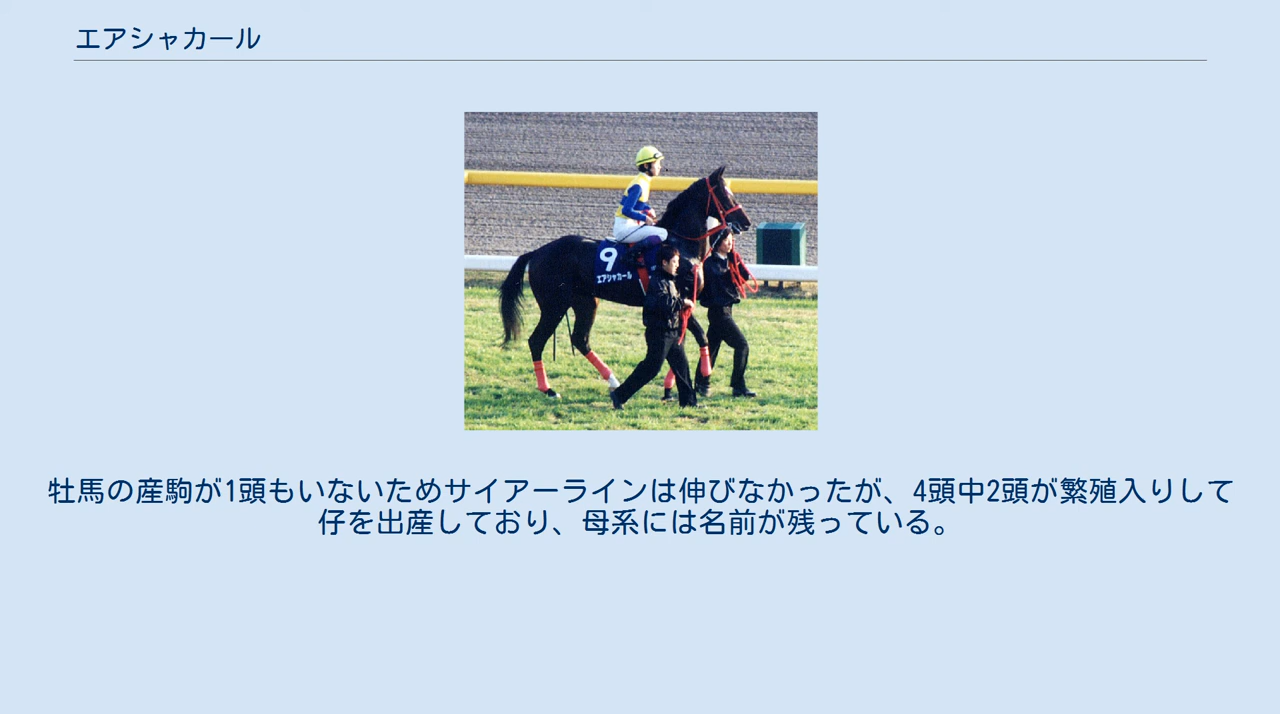 エアシャカール
9
エアシャカール
牡馬の産駒が1頭もいないためサイアーラインは伸びなかったが、4頭中2頭が繁殖入りして
仔を出産しており、母系には名前が残っている。